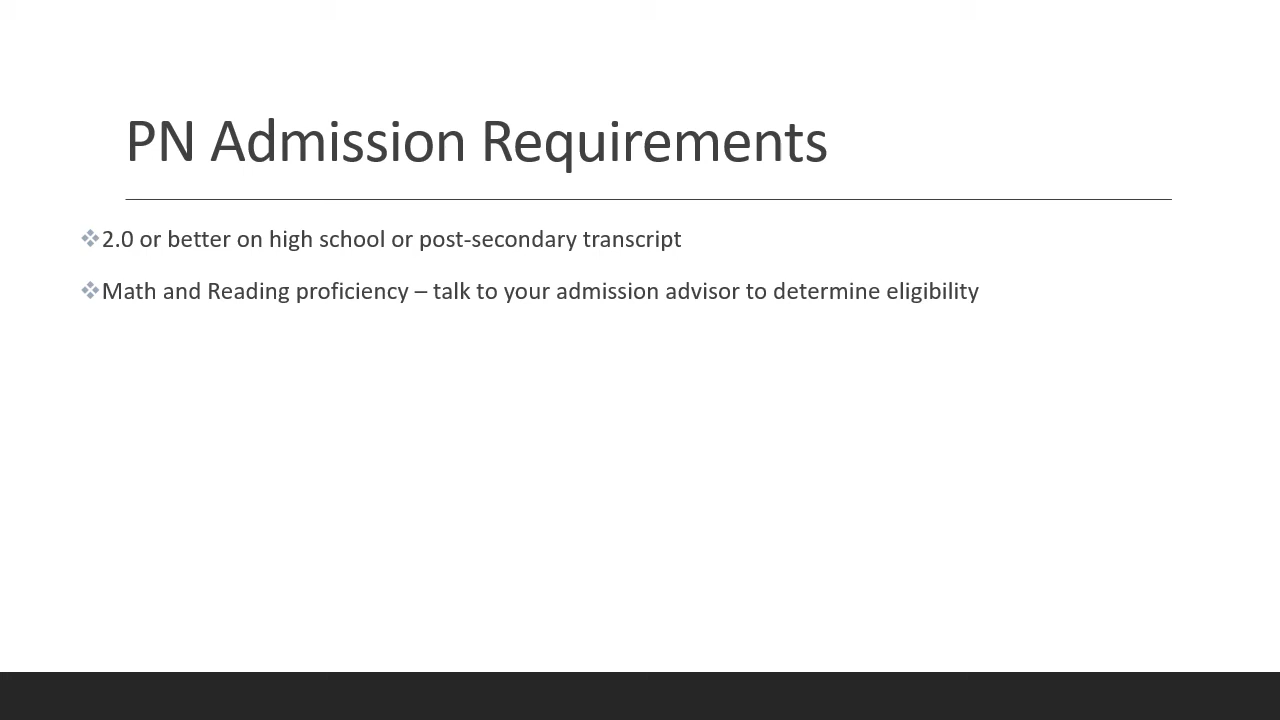 PN Admission Requirements
❖2.0 or better on high school or post-secondary transcript
❖Math and Reading proficiency – talk to your admission advisor to determine eligibility